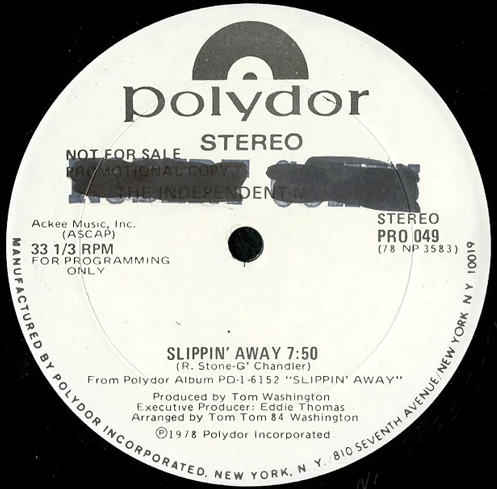 polydor
STEREO
NOT FOR SALE
PROMOTIONAL COPY
THE INDEPENDENT
Ackee Music, Inc.
(ASCAP)
33 1/3 RPM
FOR PROGRAMMING
ONLY
STEREO
PRO 049
(78 NP 3583)
SLIPPIN' AWAY 7:50
(R. Stone-G' Chandler)
From Polydor Album PD-1-6152 "SLIPPIN' AWAY"
Produced by Tom Washington
Executive Producer: Eddie Thomas
Arranged by Tom Tom 84 Washington
Ⓟ1978 Polydor Incorporated
MANUFACTURED BY POLYDOR INCORPORATED, NEW YORK, N. Y./810 SEVENTH AVENUE/NEW YORK N Y 10019